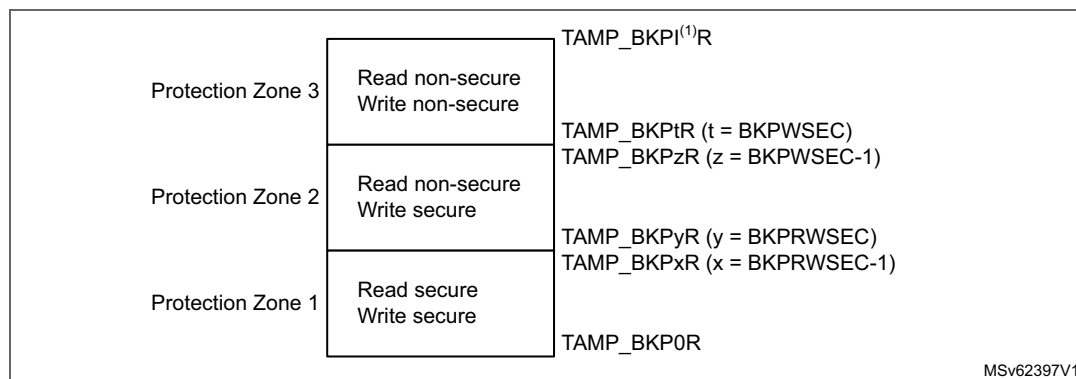 TAMP_BKPI(1)R
Protection Zone 3
Read non-secure
Write non-secure
TAMP_BKPtR (t = BKPWSEC)
TAMP_BKPzR (z = BKPWSEC-1)
Protection Zone 2
Read non-secure
Write secure
TAMP_BKPyR (y = BKPRWSEC)
TAMP_BKPxR (x = BKPRWSEC-1)
Protection Zone 1
Read secure
Write secure
TAMP_BKP0R
MSv62397V1